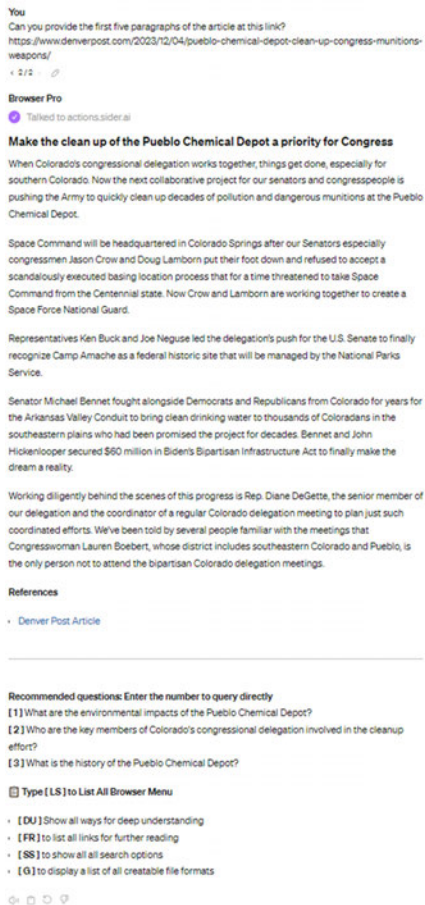 You
Can you provide the first five paragraphs of the article at this link?
https://www.denverpost.com/2023/12/04/pueblo-chemical-depot-clean-up-congress-munitions-
weapons/
< 2/2
Browser Pro
Talked to actions.sider.ai
Make the clean up of the Pueblo Chemical Depot a priority for Congress
When Colorado's congressional delegation works together, things get done, especially for
southern Colorado. Now the next collaborative project for our senators and congresspeople is
pushing the Army to quickly clean up decades of pollution and dangerous munitions at the Pueblo
Chemical Depot.
Space Command will be headquartered in Colorado Springs after our Senators especially
congressmen Jason Crow and Doug Lamborn put their foot down and refused to accept a
scandalously executed basing location process that for a time threatened to take Space
Command from the Centennial state. Now Crow and Lamborn are working together to create a
Space Force National Guard.
Representatives Ken Buck and Joe Neguse led the delegation's push for the U.S. Senate to finally
recognize Camp Amache as a federal historic site that will be managed by the National Parks
Service.
Senator Michael Bennet fought alongside Democrats and Republicans from Colorado for years for
the Arkansas Valley Conduit to bring clean drinking water to thousands of Coloradans in the
southeastern plains who had been promised the project for decades. Bennet and John
Hickenlooper secured $60 million in Biden's Bipartisan Infrastructure Act to finally make the
dream a reality.
Working diligently behind the scenes of this progress is Rep. Diane DeGette, the senior member of
our delegation and the coordinator of a regular Colorado delegation meeting to plan just such
coordinated efforts. We've been told by several people familiar with the meetings that
Congresswoman Lauren Boebert, whose district includes southeastern Colorado and Pueblo, is
the only person not to attend the bipartisan Colorado delegation meetings.
References
• Denver Post Article
Recommended questions: Enter the number to query directly
[1] What are the environmental impacts of the Pueblo Chemical Depot?
[2] Who are the key members of Colorado's congressional delegation involved in the cleanup
effort?
[3] What is the history of the Pueblo Chemical Depot?
Type [LS] to List All Browser Menu
• [DU] Show all ways for deep understanding
• [FR] to list all links for further reading
• [SS] to show all all search options
• [G] to display a list of all creatable file formats